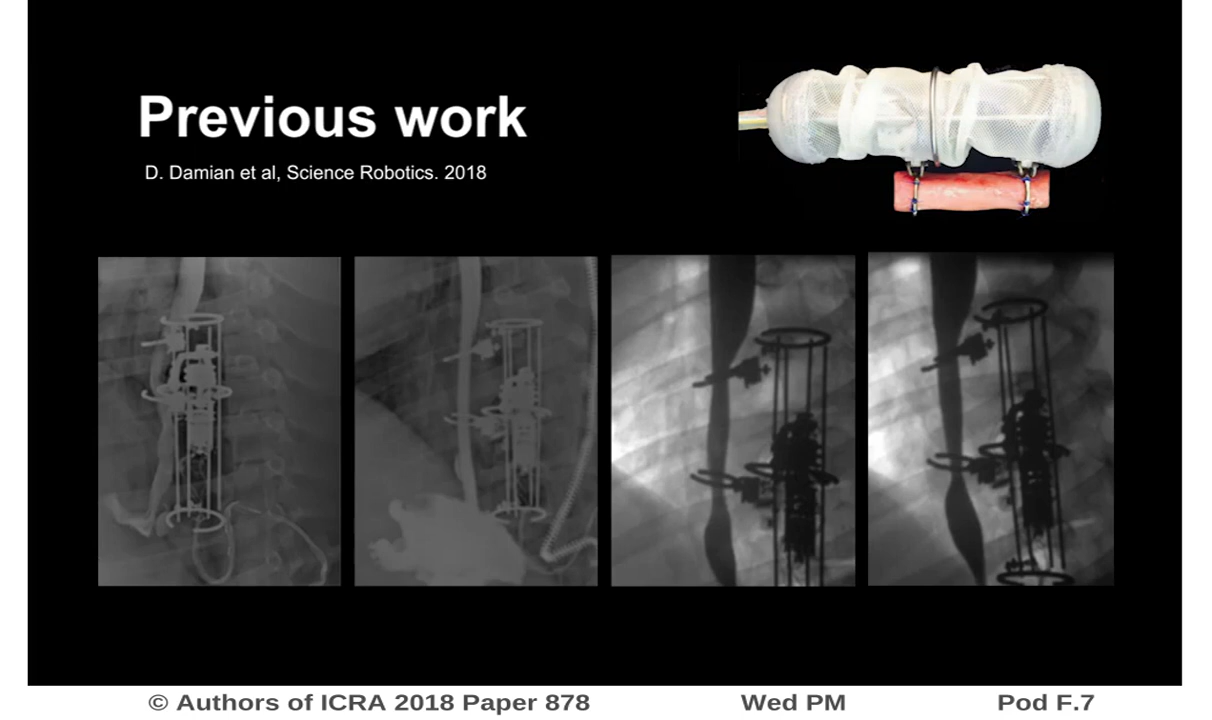 Previous work
D. Damian et al, Science Robotics. 2018
© Authors of ICRA 2018 Paper 878 Wed PM Pod F.7